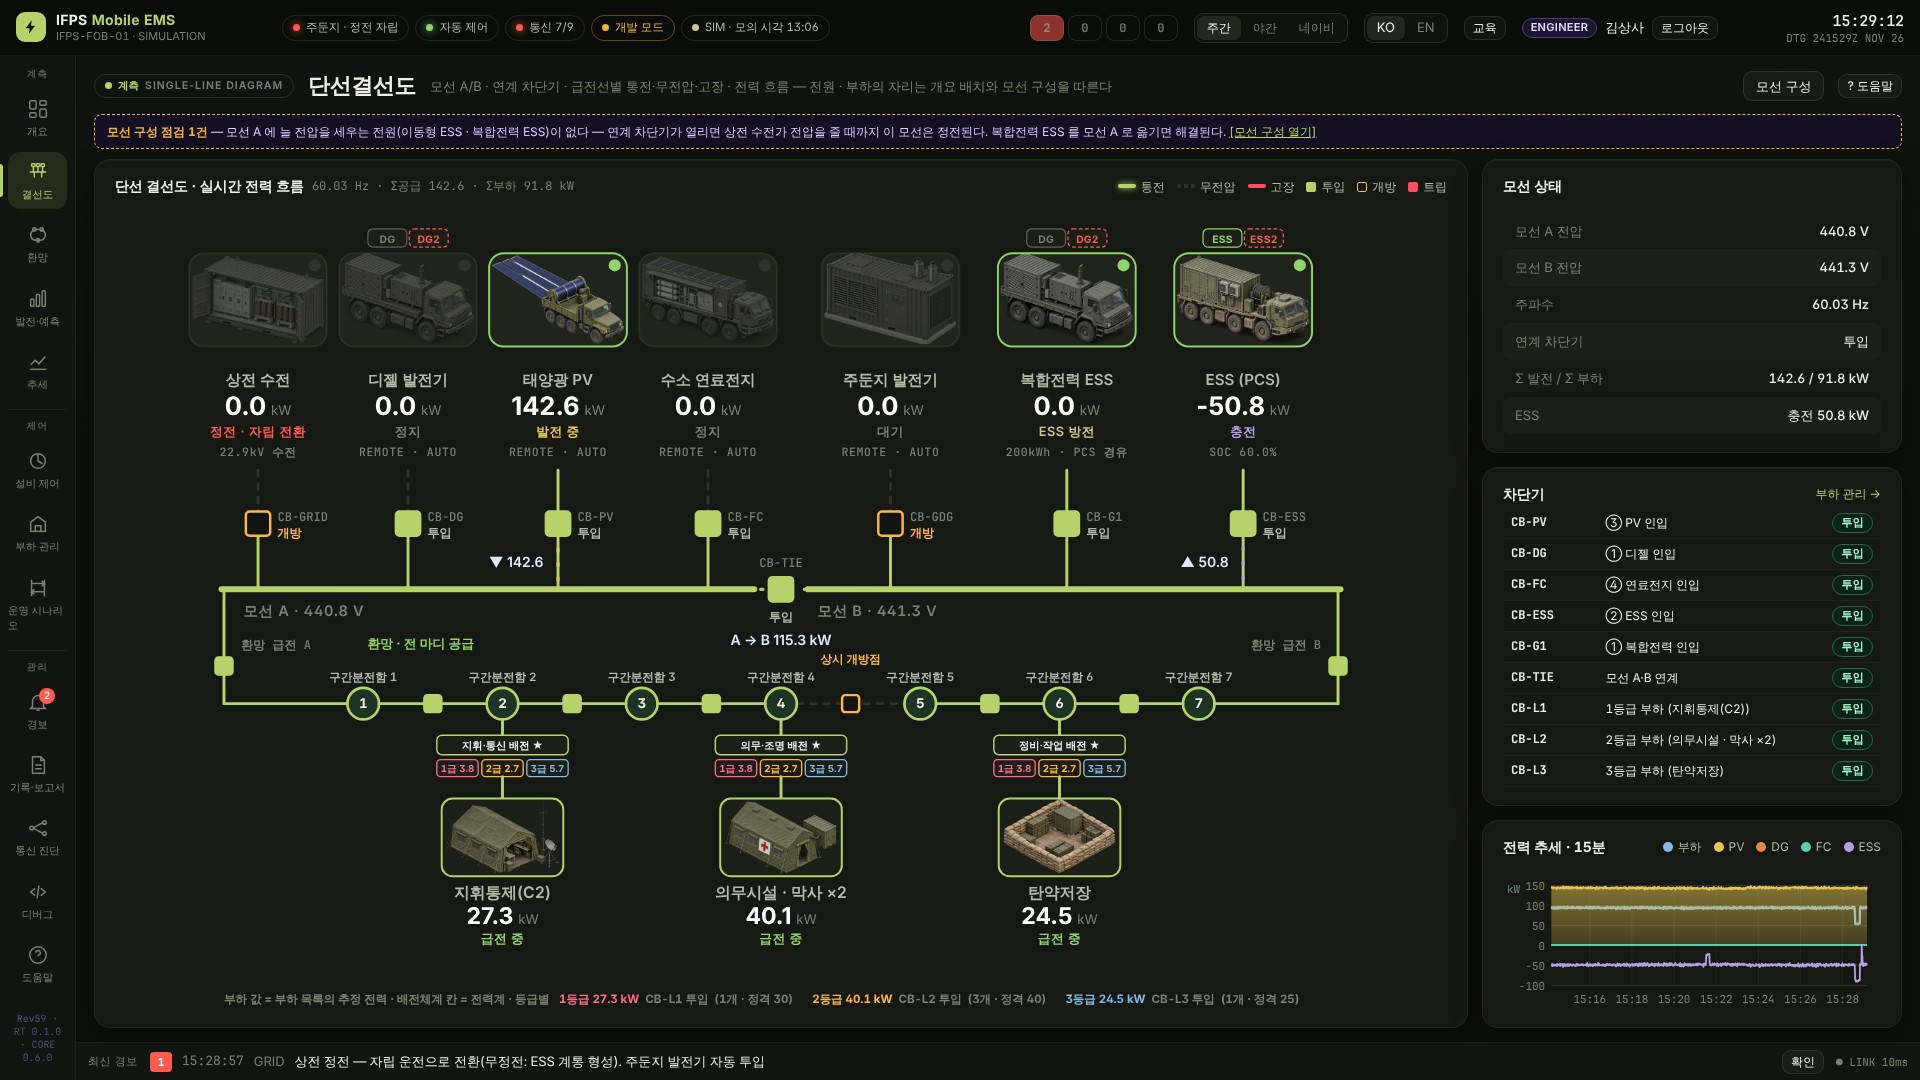 IFPS Mobile EMS
IFPS-FOB-01 · SIMULATION
주둔지 · 정전 자립
자동 제어
통신 7/9
개발 모드
SIM · 모의 시각 13:06
2 0 0 0
주간 야간 네이비
KO EN
교육
ENGINEER 김상사 로그아웃
15:29:12
DTG 241529Z NOV 26
계측
개요
결선도
환망
발전·예측
추세
제어
설비 제어
부하 관리
운영 시나리오
관리
2
경보
기록·보고서
통신 진단
디버그
도움말
Rev59 ·
RT 0.1.0
· CORE
0.6.0
계측 SINGLE-LINE DIAGRAM
단선결선도
모선 A/B · 연계 차단기 · 급전선별 통전·무전압·고장 · 전력 흐름 — 전원 · 부하의 자리는 개요 배치와 모선 구성을 따른다
모선 구성
? 도움말
모선 구성 점검 1건 — 모선 A 에 늘 전압을 세우는 전원(이동형 ESS · 복합전력 ESS)이 없다 — 연계 차단기가 열리면 상전 수전가 전압을 줄 때까지 이 모선은 정전된다. 복합전력 ESS 를 모선 A 로 옮기면 해결된다. [모선 구성 열기]
단선 결선도 · 실시간 전력 흐름 60.03 Hz · Σ공급 142.6 · Σ부하 91.8 kW
통전 무전압 고장 투입 개방 트립
DG DG2
DG DG2
ESS ESS2
상전 수전
0.0 kW
정전 · 자립 전환
22.9kV 수전
디젤 발전기
0.0 kW
정지
REMOTE · AUTO
태양광 PV
142.6 kW
발전 중
REMOTE · AUTO
수소 연료전지
0.0 kW
정지
REMOTE · AUTO
주둔지 발전기
0.0 kW
대기
REMOTE · AUTO
복합전력 ESS
0.0 kW
ESS 방전
200kWh · PCS 경유
ESS (PCS)
-50.8 kW
충전
SOC 60.0%
CB-GRID
개방
CB-DG
투입
CB-PV
투입
CB-FC
투입
CB-GDG
개방
CB-G1
투입
CB-ESS
투입
▼ 142.6
CB-TIE
투입
▲ 50.8
모선 A · 440.8 V
모선 B · 441.3 V
환망 급전 A
환망 · 전 마디 공급
A → B 115.3 kW
환망 급전 B
상시 개방점
구간분전함 1
구간분전함 2
구간분전함 3
구간분전함 4
구간분전함 5
구간분전함 6
구간분전함 7
1 2 3 4 5 6 7
지휘·통신 배전 ★
1급 3.8 2급 2.7 3급 5.7
의무·조명 배전 ★
1급 3.8 2급 2.7 3급 5.7
정비·작업 배전 ★
1급 3.8 2급 2.7 3급 5.7
지휘통제(C2)
27.3 kW
급전 중
의무시설 · 막사 ×2
40.1 kW
급전 중
탄약저장
24.5 kW
급전 중
부하 값 = 부하 목록의 추정 전력 · 배전체계 칸 = 전력계 · 등급별 1등급 27.3 kW CB-L1 투입 (1개 · 정격 30) 2등급 40.1 kW CB-L2 투입 (3개 · 정격 40) 3등급 24.5 kW CB-L3 투입 (1개 · 정격 25)
모선 상태
모선 A 전압 440.8 V
모선 B 전압 441.3 V
주파수 60.03 Hz
연계 차단기 투입
Σ 발전 / Σ 부하 142.6 / 91.8 kW
ESS 충전 50.8 kW
차단기 부하 관리 →
CB-PV ③ PV 인입 투입
CB-DG ① 디젤 인입 투입
CB-FC ④ 연료전지 인입 투입
CB-ESS ② ESS 인입 투입
CB-G1 ① 복합전력 인입 투입
CB-TIE 모선 A·B 연계 투입
CB-L1 1등급 부하 (지휘통제(C2)) 투입
CB-L2 2등급 부하 (의무시설 · 막사 ×2) 투입
CB-L3 3등급 부하 (탄약저장) 투입
전력 추세 · 15분
부하 PV DG FC ESS
kW 150
100
50
0
-50
-100
15:16 15:18 15:20 15:22 15:24 15:26 15:28
최신 경보 1 15:28:57 GRID 상전 정전 — 자립 운전으로 전환(무정전: ESS 계통 형성). 주둔지 발전기 자동 투입
확인
LINK 10ms